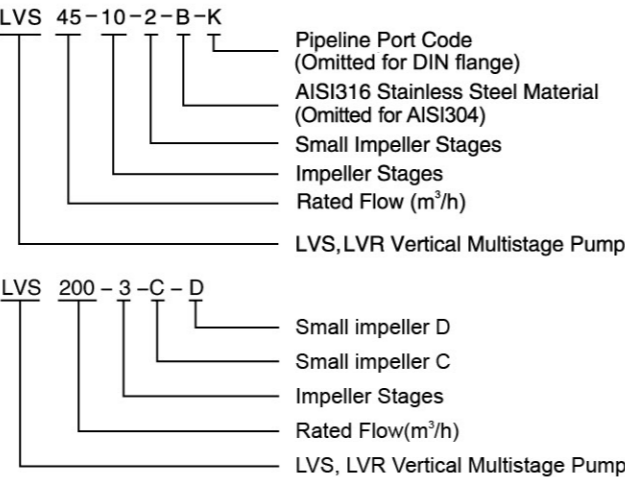 LVS 45-10-2-B-K
Pipeline Port Code
(Omitted for DIN flange)
AISI316 Stainless Steel Material
(Omitted for AISI304)
Small Impeller Stages
Impeller Stages
Rated Flow (m³/h)
LVS,LVR Vertical Multistage Pump
LVS 200-3-C-D
Small impeller D
Small impeller C
Impeller Stages
Rated Flow(m³/h)
LVS, LVR Vertical Multistage Pump